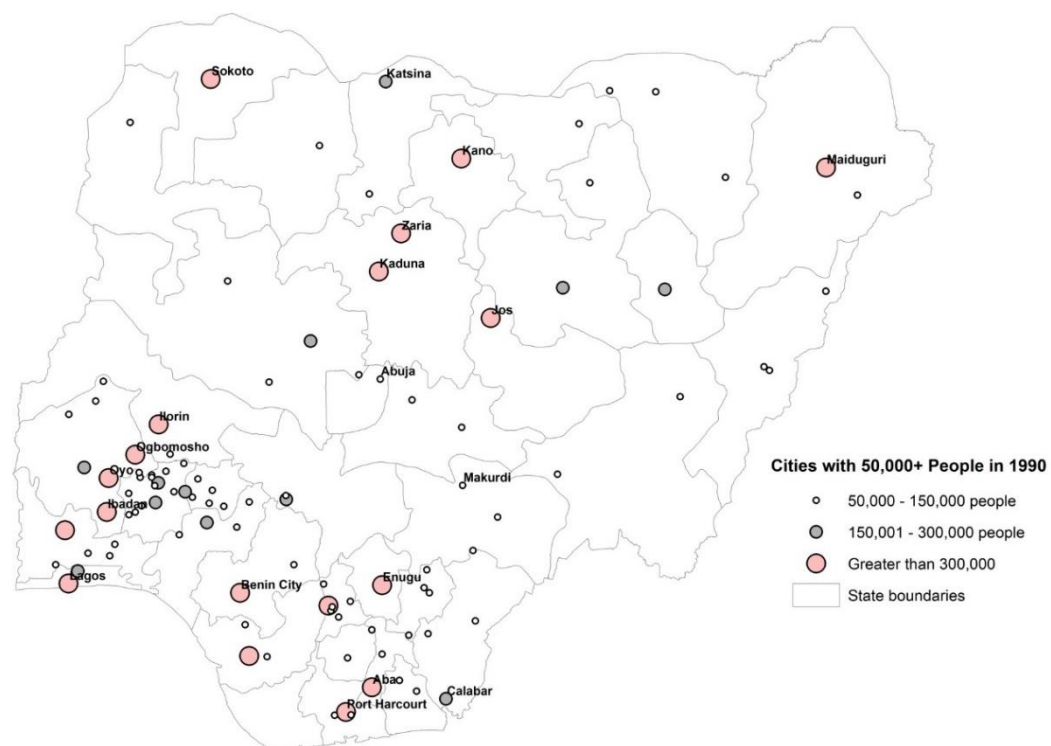 Sokoto
Katsina
Kano
Maiduguri
Zaria
Kaduna
Jos
Abuja
Ilorin
Ogbomosho
Oyo
Makurdi
Ibadan
Lagos
Benin City
Enugu
Aba
Calabar
Port Harcourt
Cities with 50,000+ People in 1990
50,000 - 150,000 people
150,001 - 300,000 people
Greater than 300,000
State boundaries